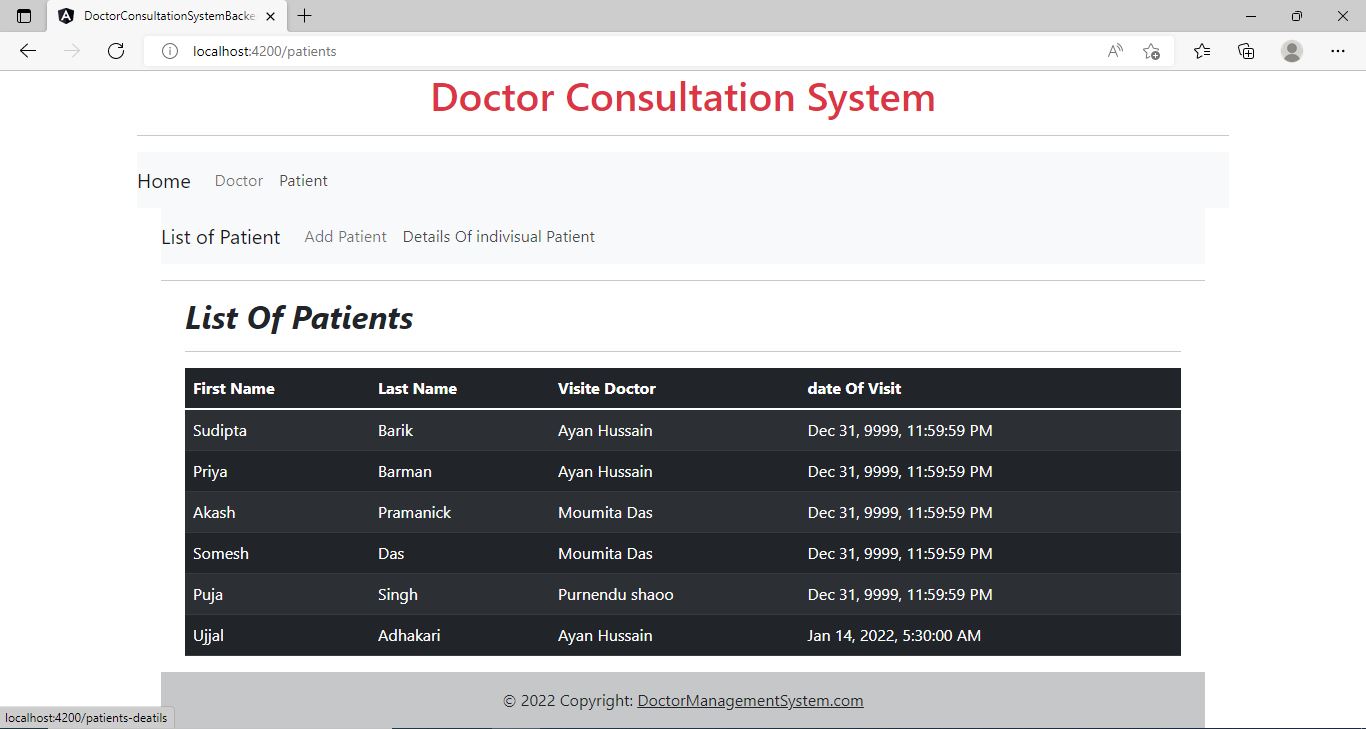 DoctorConsultationSystemBacke
localhost:4200/patients
Doctor Consultation System
Home Doctor Patient
List of Patient Add Patient Details Of indivisual Patient
List Of Patients
First Name Last Name Visite Doctor date Of Visit
Sudipta Barik Ayan Hussain Dec 31, 9999, 11:59:59 PM
Priya Barman Ayan Hussain Dec 31, 9999, 11:59:59 PM
Akash Pramanick Moumita Das Dec 31, 9999, 11:59:59 PM
Somesh Das Moumita Das Dec 31, 9999, 11:59:59 PM
Puja Singh Purnendu shaoo Dec 31, 9999, 11:59:59 PM
Ujjal Adhakari Ayan Hussain Jan 14, 2022, 5:30:00 AM
© 2022 Copyright: DoctorManagementSystem.com
localhost:4200/patients-deatils